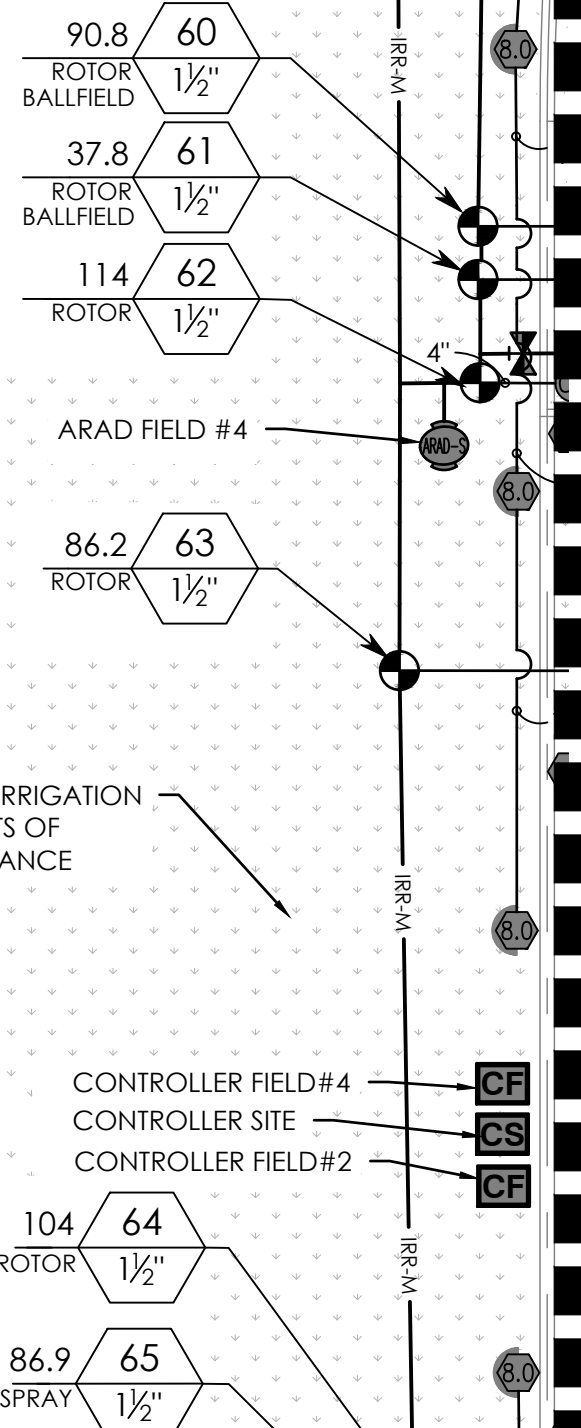 90.8 60
ROTOR 1½"
BALLFIELD
IRR-M
8.0
37.8 61
ROTOR 1½"
BALLFIELD
114 62
ROTOR 1½"
4"
ARAD FIELD #4
ARAD-S
8.0
86.2 63
ROTOR 1½"
RRIGATION
TS OF
ANCE
IRR-M
8.0
CONTROLLER FIELD#4 CF
CONTROLLER SITE CS
CONTROLLER FIELD#2 CF
104 64
ROTOR 1½"
IRR-M
86.9 65
SPRAY 1½"
8.0